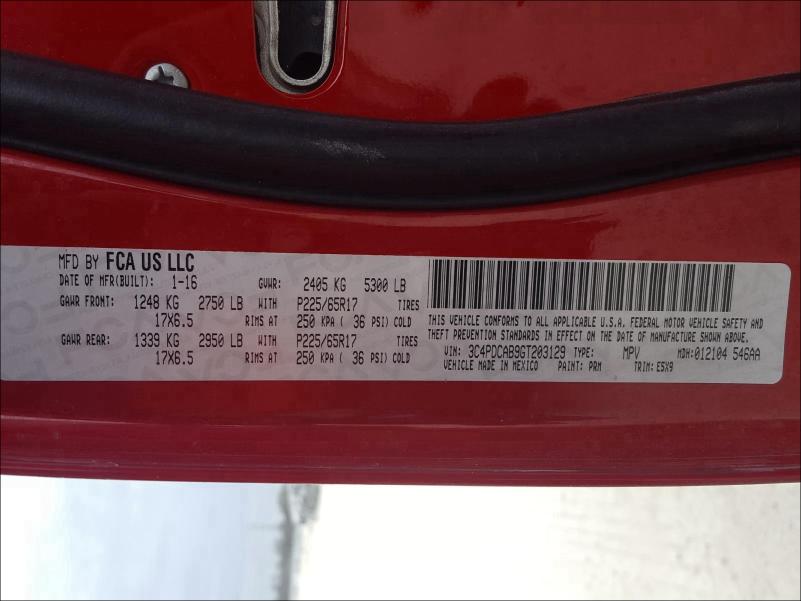 MFD BY FCA US LLC
DATE OF MFR(BUILT): 1-16 GVWR: 2405 KG 5300 LB
GAWR FRONT: 1248 KG 2750 LB WITH P225/65R17 TIRES
17X6.5 RIMS AT 250 KPA ( 36 PSI) COLD
GAWR REAR: 1339 KG 2950 LB WITH P225/65R17 TIRES
17X6.5 RIMS AT 250 KPA ( 36 PSI) COLD
THIS VEHICLE CONFORMS TO ALL APPLICABLE U.S.A. FEDERAL MOTOR VEHICLE SAFETY AND
THEFT PREVENTION STANDARDS IN EFFECT ON THE DATE OF MANUFACTURE SHOWN ABOVE.
VIN: 3C4PDCAB9GT203129 TYPE: MPV MDH:012104 546AA
VEHICLE MADE IN MEXICO PAINT: PRM TRIM: E5X9